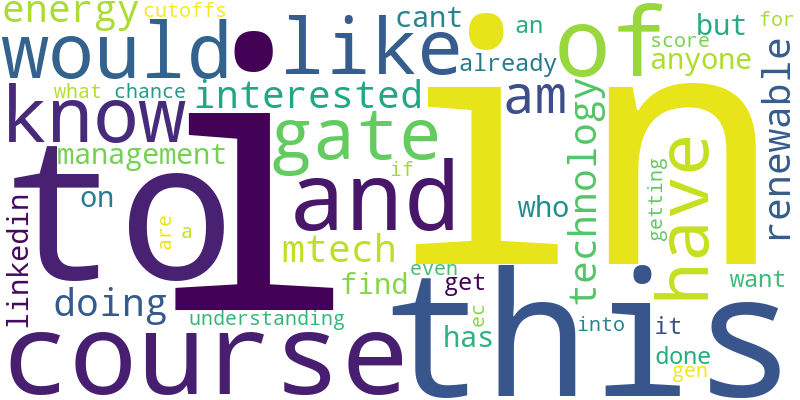 energy cutoffs
would like of cant an but for
score
already anyone
what chance interested am
know i in
gate
management technology renewable
to and if
on who have
are a getting
linkedin mtech
find even get want
doing this
understanding ec into it
course has done
gen